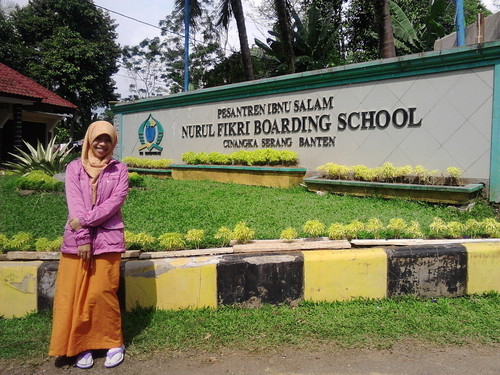 PESANTREN IBNU SALAM
NURUL FIKRI BOARDING SCHOOL
CINANGKA SERANG BANTEN